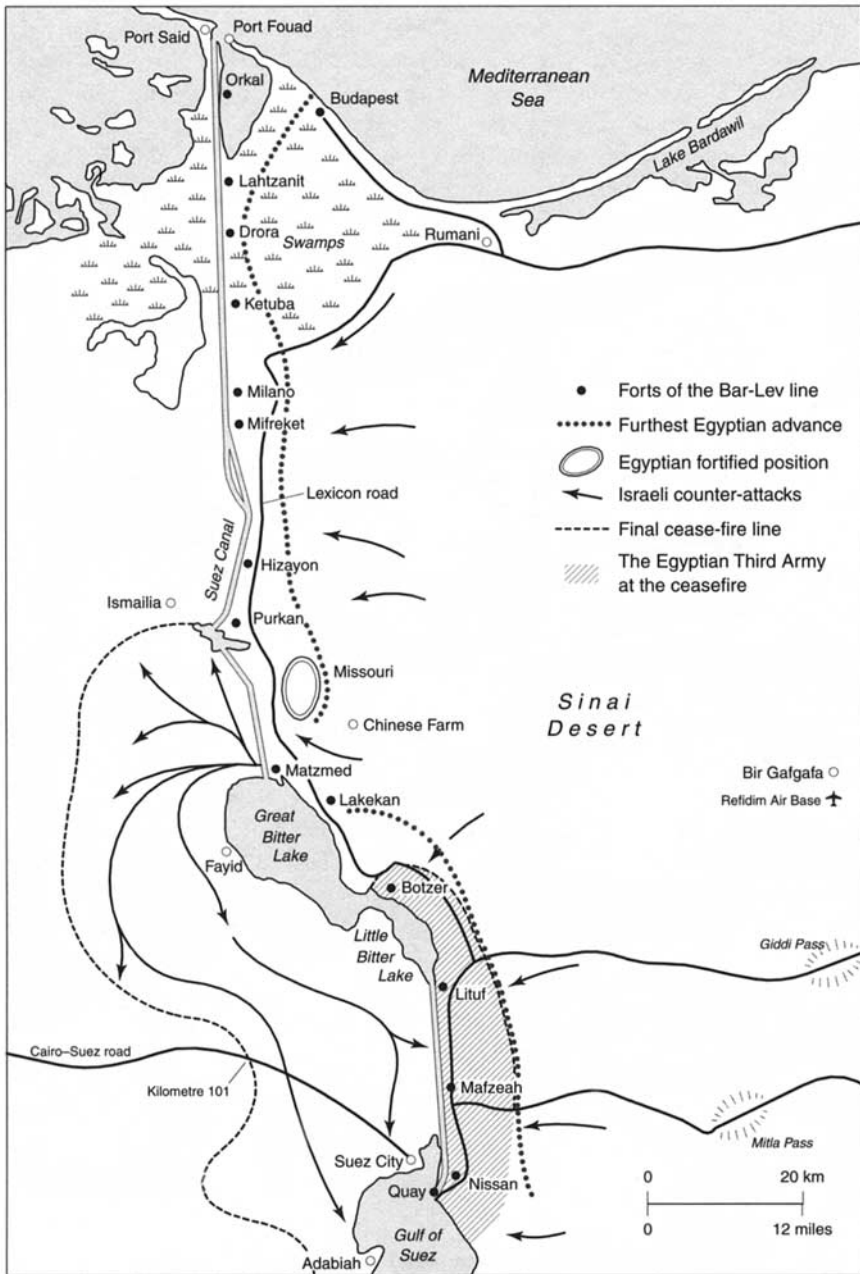 Port Said
Port Fouad
Orkal
Budapest
Mediterranean
Sea
Lake Bardawil
Lahtzanit
Drora
Swamps
Rumani
Ketuba
Milano
Mifreket
Lexicon road
Suez Canal
Hizayon
Ismailia
Purkan
Missouri
Chinese Farm
Forts of the Bar-Lev line
Furthest Egyptian advance
Egyptian fortified position
Israeli counter-attacks
Final cease-fire line
The Egyptian Third Army
at the ceasefire
Sinai
Desert
Bir Gafgafa
Refidim Air Base
Matzmed
Lakekan
Great
Bitter
Lake
Fayid
Botzer
Little
Bitter
Lake
Giddi Pass
Lituf
Cairo–Suez road
Kilometre 101
Mafzeah
Mitla Pass
Suez City
Nissan
Quay
Gulf of
Suez
Adabiah
0 20 km
0 12 miles